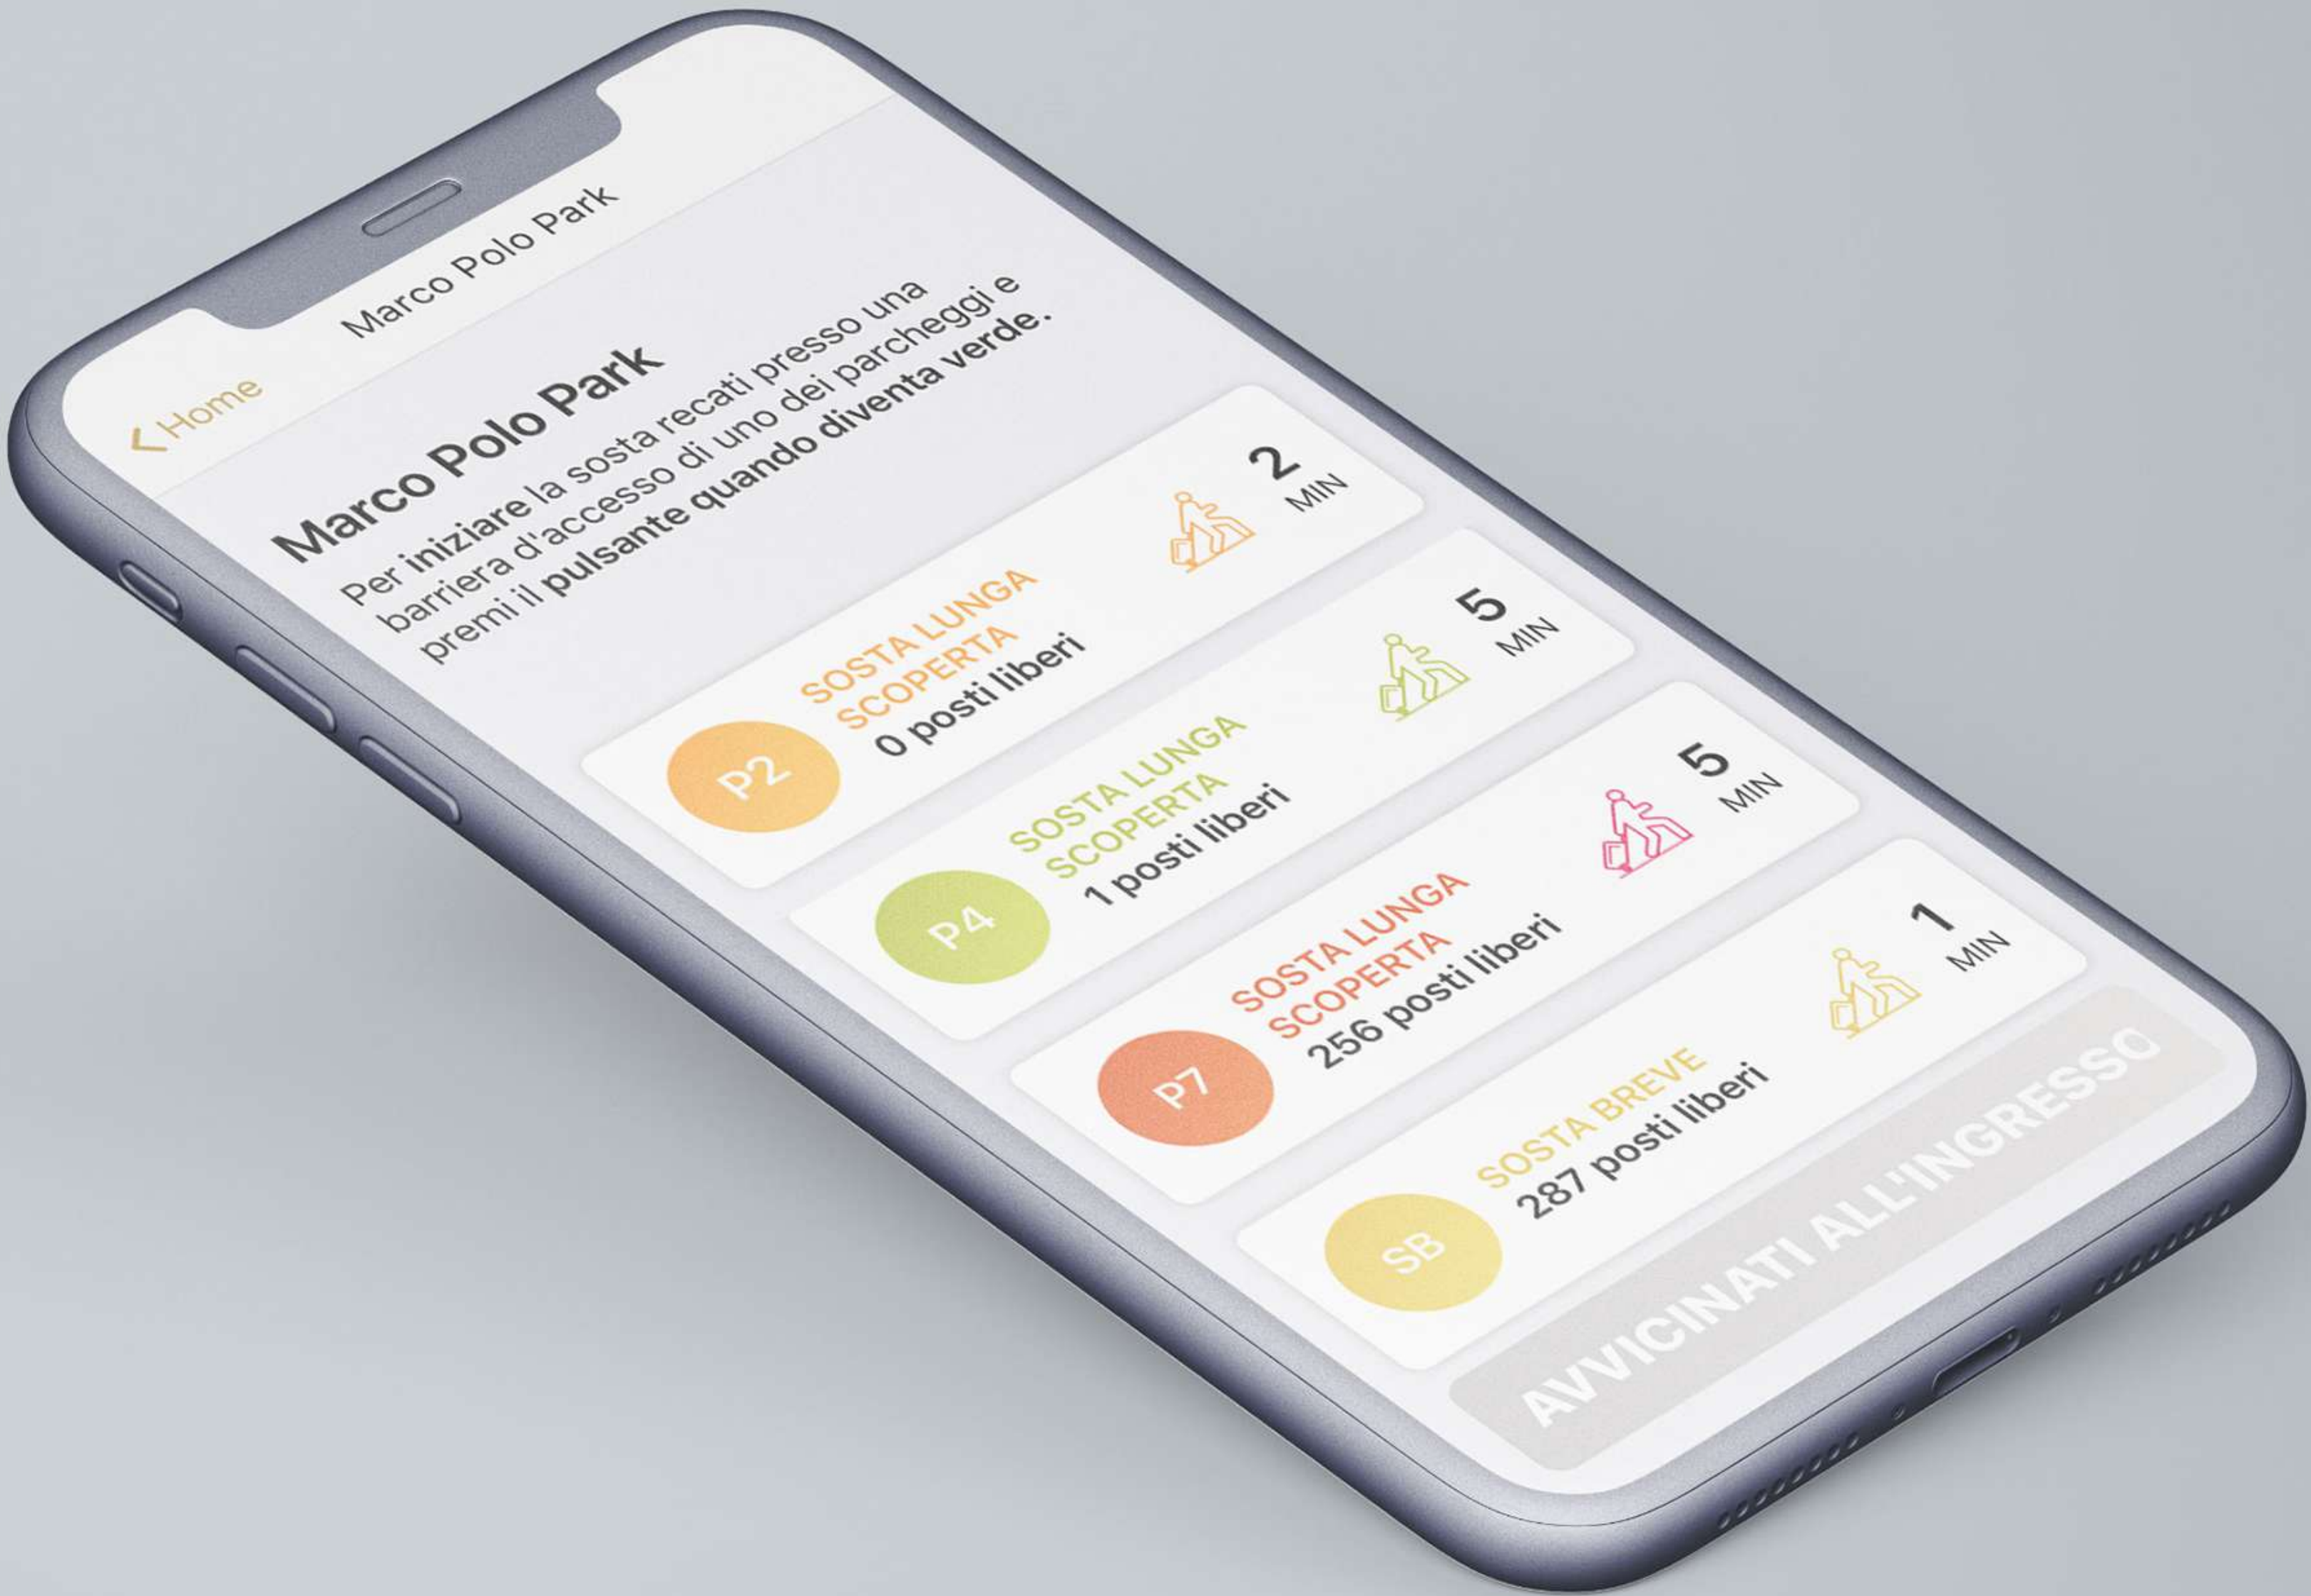 Marco Polo Park
Home
Marco Polo Park
Per iniziare la sosta recati presso una
barriera d'accesso di uno dei parcheggi e
premi il pulsante quando diventa verde.
P2
SOSTA LUNGA
SCOPERTA
0 posti liberi
2
MIN
P4
SOSTA LUNGA
SCOPERTA
1 posti liberi
5
MIN
P7
SOSTA LUNGA
SCOPERTA
256 posti liberi
5
MIN
SB
SOSTA BREVE
287 posti liberi
1
MIN
AVVICINATI ALL'INGRESSO